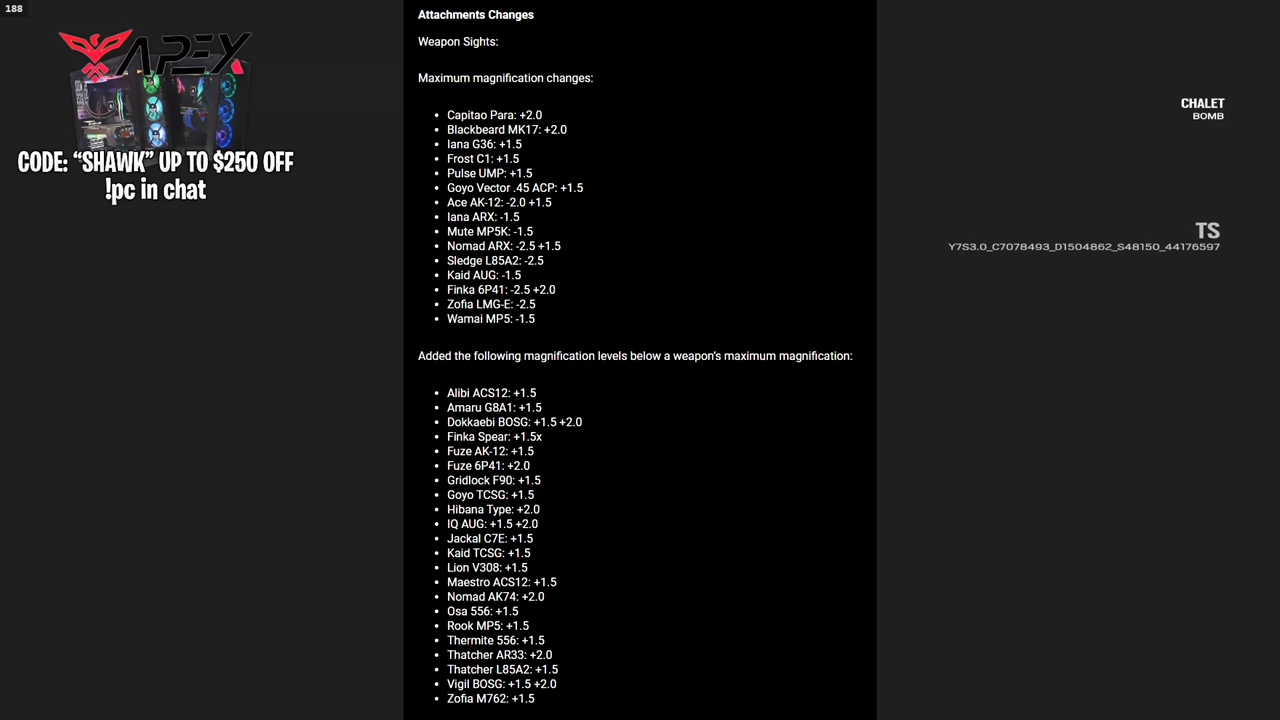 188
APEX
CODE: “SHAWK” UP TO $250 OFF
!pc in chat
Attachments Changes
Weapon Sights:
Maximum magnification changes:
• Capitao Para: +2.0
• Blackbeard MK17: +2.0
• Iana G36: +1.5
• Frost C1: +1.5
• Pulse UMP: +1.5
• Goyo Vector .45 ACP: +1.5
• Ace AK-12: -2.0 +1.5
• Iana ARX: -1.5
• Mute MP5K: -1.5
• Nomad ARX: -2.5 +1.5
• Sledge L85A2: -2.5
• Kaid AUG: -1.5
• Finka 6P41: -2.5 +2.0
• Zofia LMG-E: -2.5
• Wamai MP5: -1.5
Added the following magnification levels below a weapon’s maximum magnification:
• Alibi ACS12: +1.5
• Amaru G8A1: +1.5
• Dokkaebi BOSG: +1.5 +2.0
• Finka Spear: +1.5x
• Fuze AK-12: +1.5
• Fuze 6P41: +2.0
• Gridlock F90: +1.5
• Goyo TCSG: +1.5
• Hibana Type: +2.0
• IQ AUG: +1.5 +2.0
• Jackal C7E: +1.5
• Kaid TCSG: +1.5
• Lion V308: +1.5
• Maestro ACS12: +1.5
• Nomad AK74: +2.0
• Osa 556: +1.5
• Rook MP5: +1.5
• Thermite 556: +1.5
• Thatcher AR33: +2.0
• Thatcher L85A2: +1.5
• Vigil BOSG: +1.5 +2.0
• Zofia M762: +1.5
CHALET
BOMB
TS
Y7S3.0_C7078493_D1504862_S48150_44176597